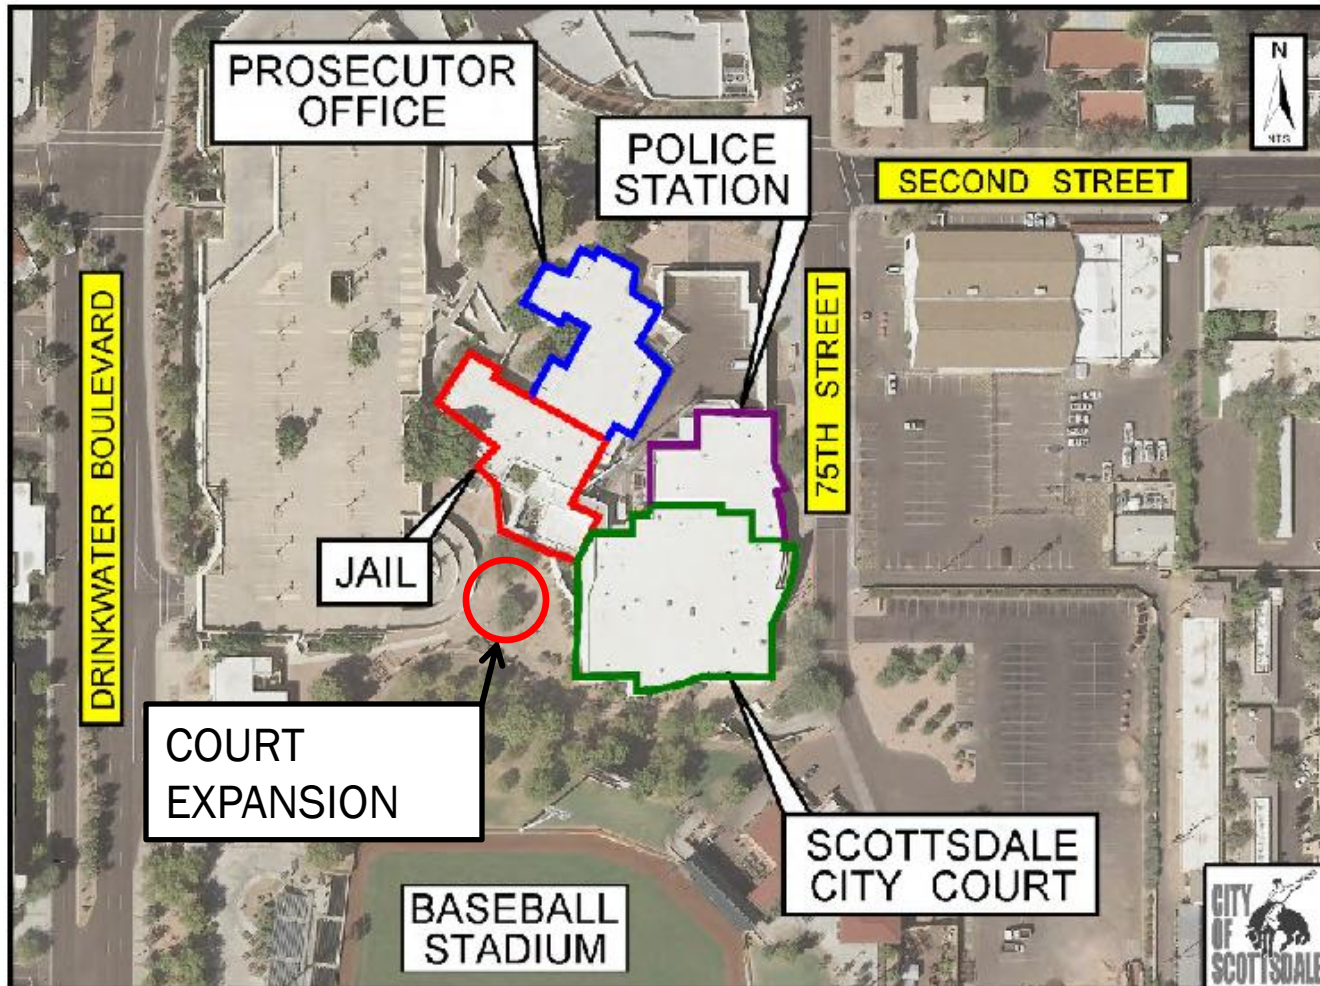 PROSECUTOR
OFFICE
POLICE
STATION
N
NTS
SECOND STREET
DRINKWATER BOULEVARD
75TH STREET
JAIL
COURT
EXPANSION
SCOTTSDALE
CITY COURT
BASEBALL
STADIUM
CITY
OF
SCOTTSDALE